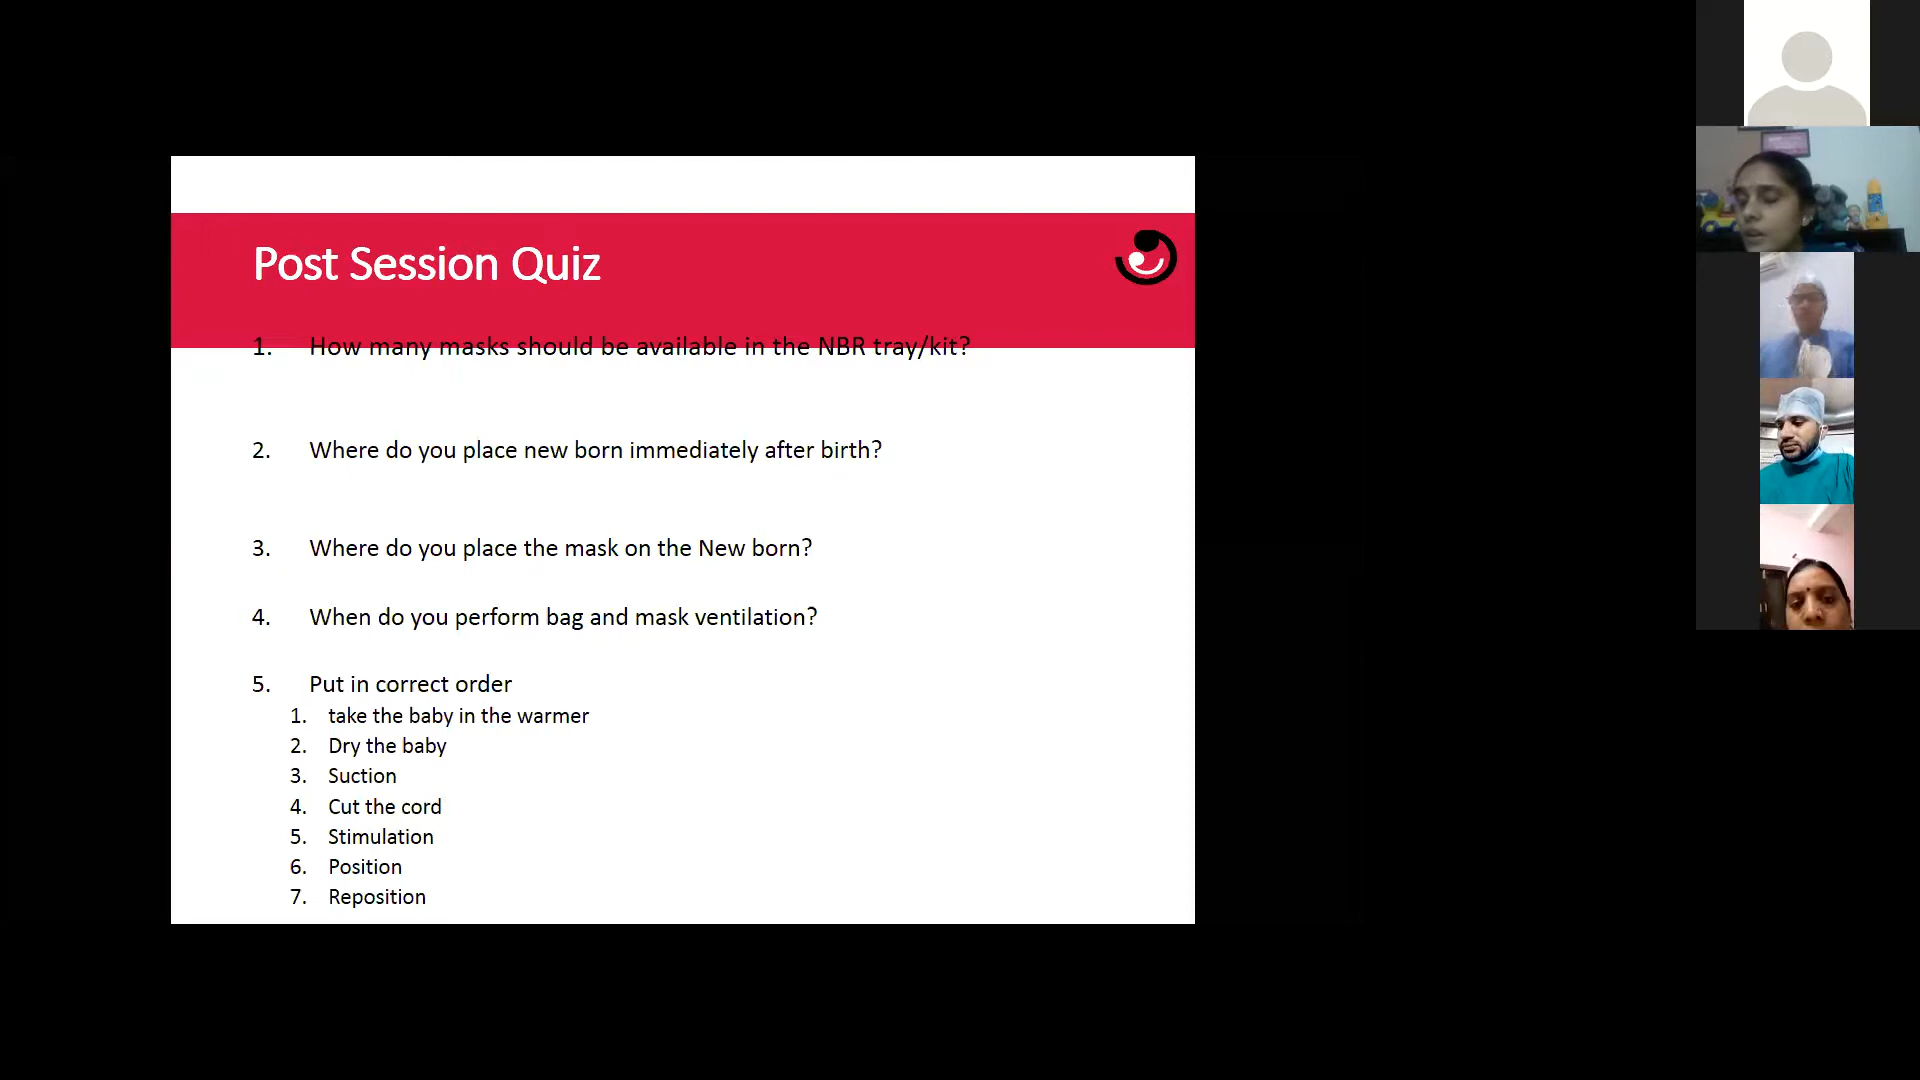 Post Session Quiz
1. How many masks should be available in the NBR tray/kit?
2. Where do you place new born immediately after birth?
3. Where do you place the mask on the New born?
4. When do you perform bag and mask ventilation?
5. Put in correct order
1. take the baby in the warmer
2. Dry the baby
3. Suction
4. Cut the cord
5. Stimulation
6. Position
7. Reposition